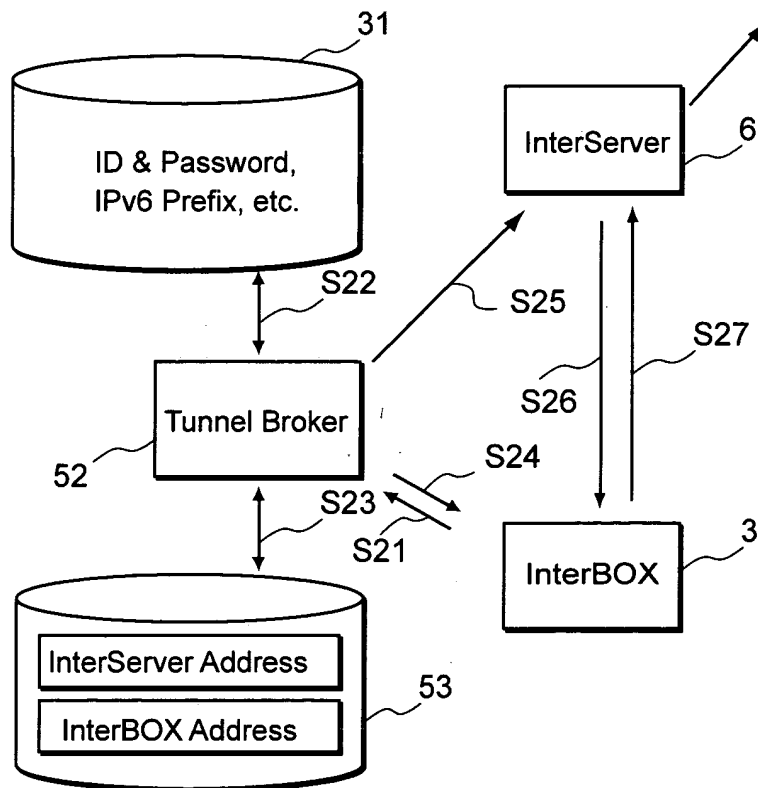 31
ID & Password,
IPv6 Prefix, etc.
InterServer
6
S22
S25
S26
S27
Tunnel Broker
52
S24
S23
S21
InterBOX
3
InterServer Address
InterBOX Address
53